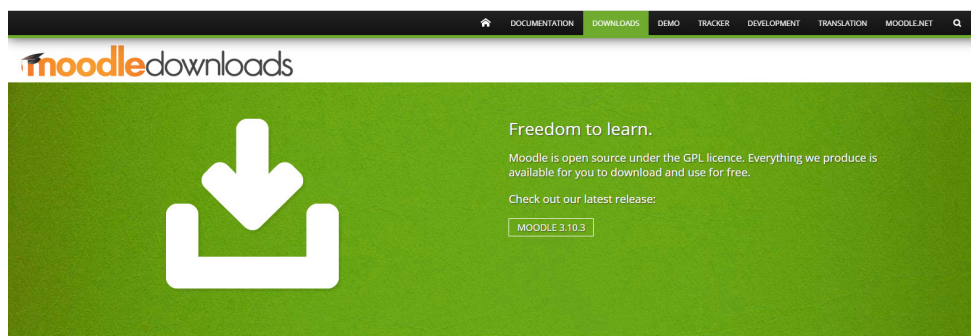 DOCUMENTATION DOWNLOADS DEMO TRACKER DEVELOPMENT TRANSLATION MOODLE.NET
moodledownloads
Freedom to learn.
Moodle is open source under the GPL licence. Everything we produce is
available for you to download and use for free.
Check out our latest release:
MOODLE 3.10.3